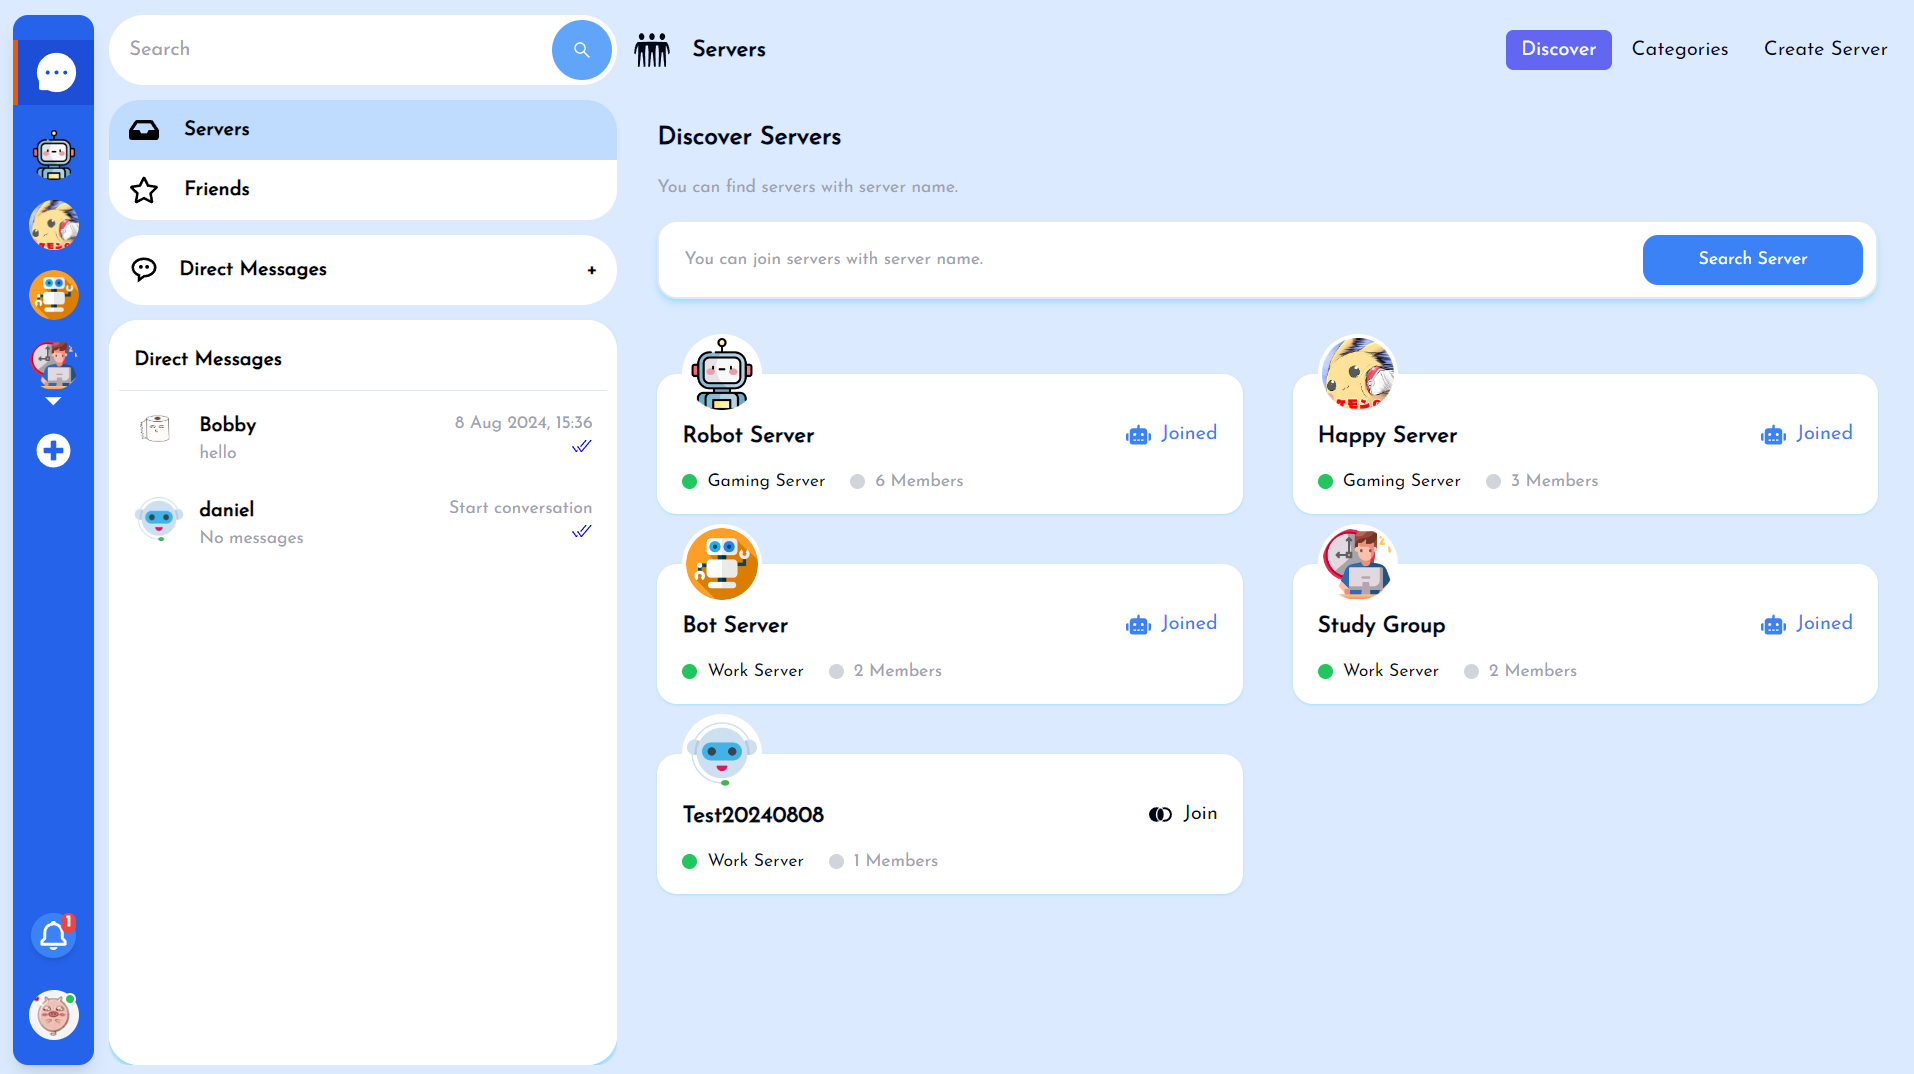 Search
Servers
Friends
Direct Messages
+
Direct Messages
Bobby
8 Aug 2024, 15:36
hello
daniel
Start conversation
No messages
1
Servers
Discover
Categories
Create Server
Discover Servers
You can find servers with server name.
You can join servers with server name.
Search Server
Robot Server
Joined
Gaming Server
6 Members
Happy Server
Joined
Gaming Server
3 Members
Bot Server
Joined
Work Server
2 Members
Study Group
Joined
Work Server
2 Members
Test20240808
Join
Work Server
1 Members